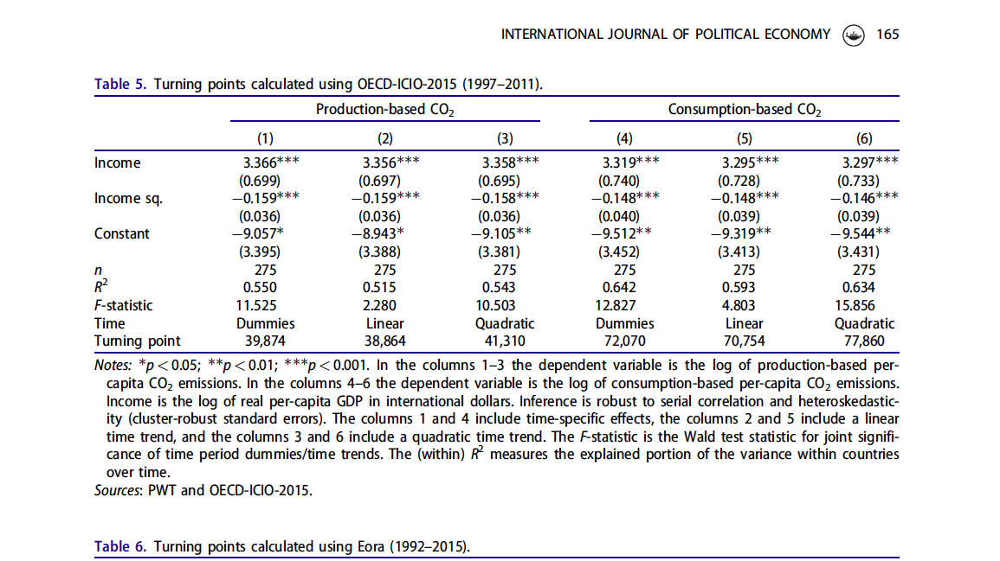 INTERNATIONAL JOURNAL OF POLITICAL ECONOMY 165
Table 5. Turning points calculated using OECD-ICIO-2015 (1997–2011).
Production-based CO₂ Consumption-based CO₂
(1) (2) (3) (4) (5) (6)
Income 3.366*** 3.356*** 3.358*** 3.319*** 3.295*** 3.297***
(0.699) (0.697) (0.695) (0.740) (0.728) (0.733)
Income sq. −0.159*** −0.159*** −0.158*** −0.148*** −0.148*** −0.146***
(0.036) (0.036) (0.036) (0.040) (0.039) (0.039)
Constant −9.057* −8.943* −9.105** −9.512** −9.319** −9.544**
(3.395) (3.388) (3.381) (3.452) (3.413) (3.431)
n 275 275 275 275 275 275
R² 0.550 0.515 0.543 0.642 0.593 0.634
F-statistic 11.525 2.280 10.503 12.827 4.803 15.856
Time Dummies Linear Quadratic Dummies Linear Quadratic
Turning point 39,874 38,864 41,310 72,070 70,754 77,860
Notes: *p < 0.05; **p < 0.01; ***p < 0.001. In the columns 1–3 the dependent variable is the log of production-based per-
capita CO₂ emissions. In the columns 4–6 the dependent variable is the log of consumption-based per-capita CO₂ emissions.
Income is the log of real per-capita GDP in international dollars. Inference is robust to serial correlation and heteroskedastic-
ity (cluster-robust standard errors). The columns 1 and 4 include time-specific effects, the columns 2 and 5 include a linear
time trend, and the columns 3 and 6 include a quadratic time trend. The F-statistic is the Wald test statistic for joint signifi-
cance of time period dummies/time trends. The (within) R² measures the explained portion of the variance within countries
over time.
Sources: PWT and OECD-ICIO-2015.
Table 6. Turning points calculated using Eora (1992–2015).